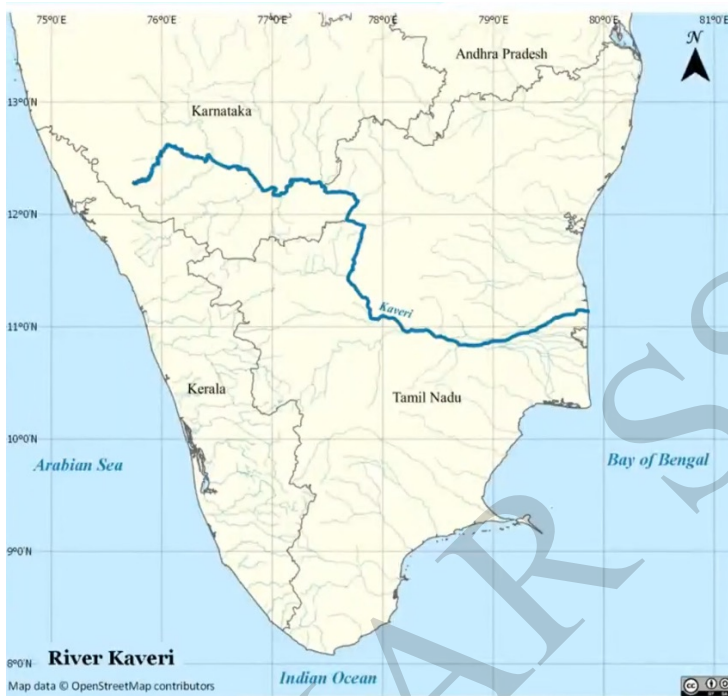 75°0'E 76°0'E 77°0'E 78°0'E 79°0'E 80°0'E 81°0'E
N
Andhra Pradesh
13°0'N
Karnataka
12°0'N
Kaveri
11°0'N
Kerala
Tamil Nadu
10°0'N
Arabian Sea
Bay of Bengal
9°0'N
8°0'N
River Kaveri
Indian Ocean
Map data © OpenStreetMap contributors
cc